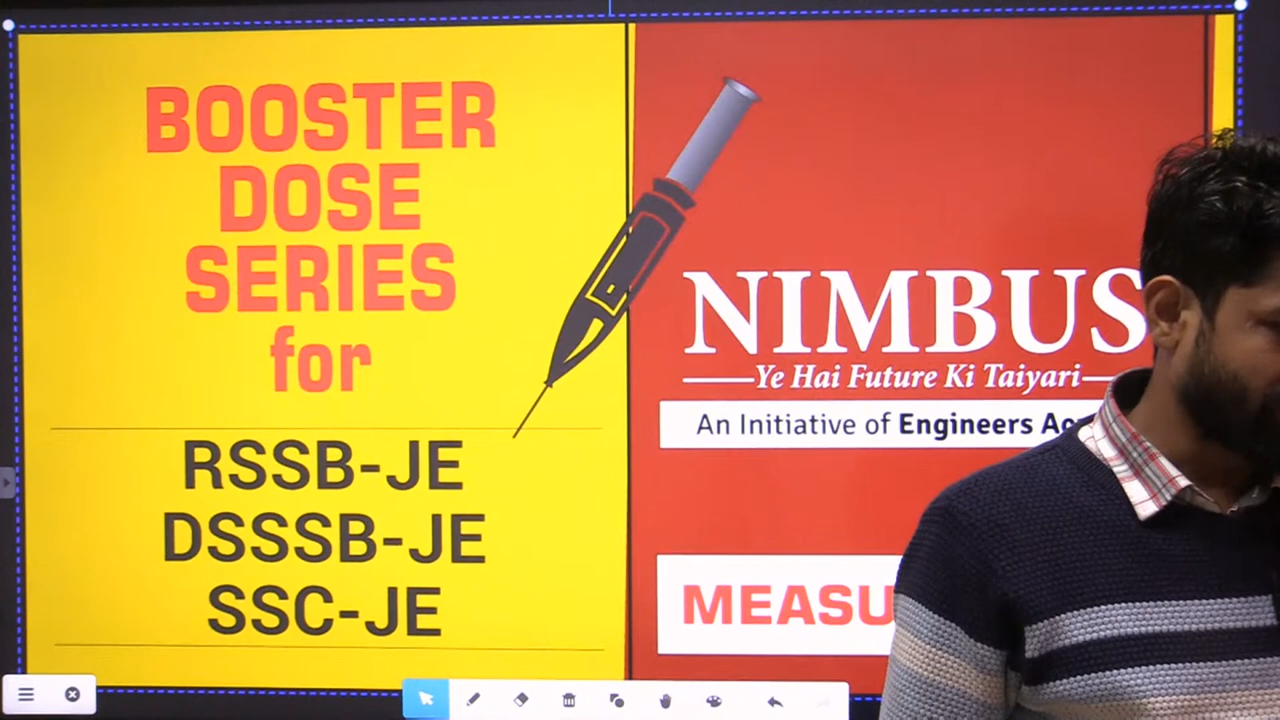 BOOSTER
DOSE
SERIES
for
RSSB-JE
DSSSB-JE
SSC-JE
NIMBUS
Ye Hai Future Ki Taiyari
An Initiative of Engineers